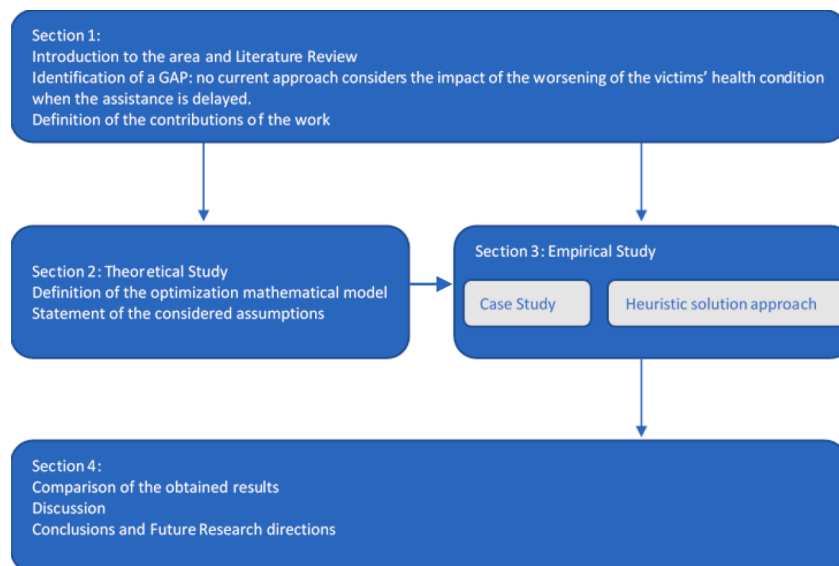 Section 1:
Introduction to the area and Literature Review
Identification of a GAP: no current approach considers the impact of the worsening of the victims' health condition
when the assistance is delayed.
Definition of the contributions of the work
Section 2: Theoretical Study
Definition of the optimization mathematical model
Statement of the considered assumptions
Section 3: Empirical Study
Case Study
Heuristic solution approach
Section 4:
Comparison of the obtained results
Discussion
Conclusions and Future Research directions